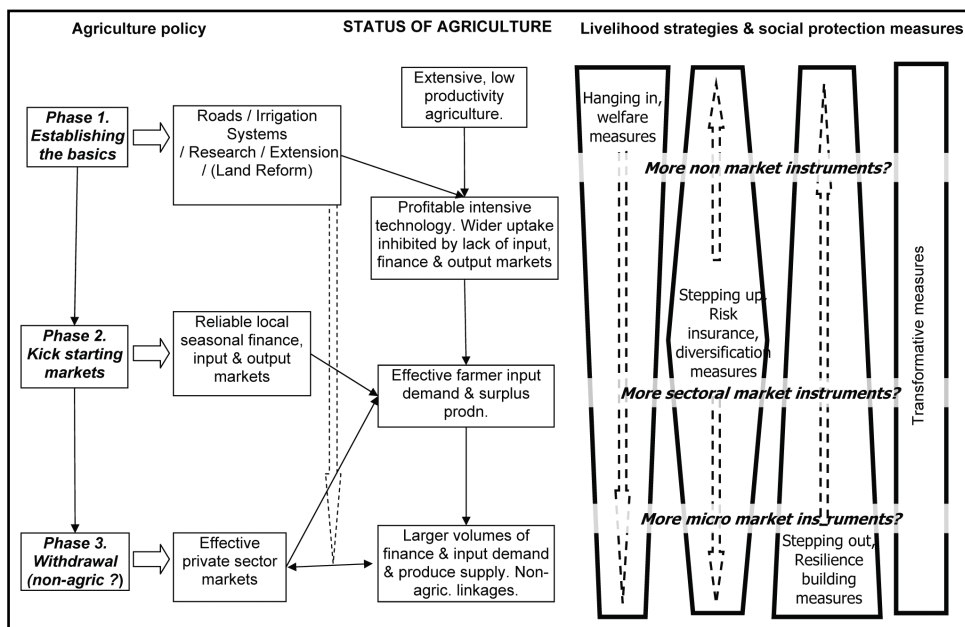 Agriculture policy
STATUS OF AGRICULTURE
Livelihood strategies & social protection measures
Phase 1.
Establishing
the basics
Roads / Irrigation
Systems
/ Research / Extension
/ (Land Reform)
Extensive, low
productivity
agriculture.
Profitable intensive
technology. Wider uptake
inhibited by lack of input,
finance & output markets
Phase 2.
Kick starting
markets
Reliable local
seasonal finance,
input & output
markets
Effective farmer input
demand & surplus
prodn.
Phase 3.
Withdrawal
(non-agric ?)
Effective
private sector
markets
Larger volumes of
finance & input demand
& produce supply. Non-
agric. linkages.
Hanging in,
welfare
measures
More non market instruments?
Stepping up,
Risk
insurance,
diversification
measures
More sectoral market instruments?
More micro market instruments?
Stepping out,
Resilience
building
measures
Transformative measures